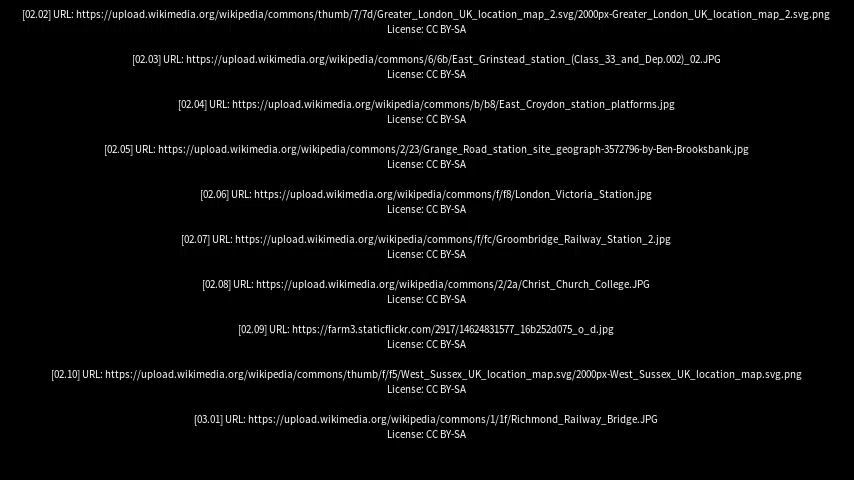 [02.02] URL: https://upload.wikimedia.org/wikipedia/commons/thumb/7/7d/Greater_London_UK_location_map_2.svg/2000px-Greater_London_UK_location_map_2.svg.png
License: CC BY-SA
[02.03] URL: https://upload.wikimedia.org/wikipedia/commons/6/6b/East_Grinstead_station_(Class_33_and_Dep.002)_02.JPG
License: CC BY-SA
[02.04] URL: https://upload.wikimedia.org/wikipedia/commons/b/b8/East_Croydon_station_platforms.jpg
License: CC BY-SA
[02.05] URL: https://upload.wikimedia.org/wikipedia/commons/2/23/Grange_Road_station_site_geograph-3572796-by-Ben-Brooksbank.jpg
License: CC BY-SA
[02.06] URL: https://upload.wikimedia.org/wikipedia/commons/f/f8/London_Victoria_Station.jpg
License: CC BY-SA
[02.07] URL: https://upload.wikimedia.org/wikipedia/commons/f/fc/Groombridge_Railway_Station_2.jpg
License: CC BY-SA
[02.08] URL: https://upload.wikimedia.org/wikipedia/commons/2/2a/Christ_Church_College.JPG
License: CC BY-SA
[02.09] URL: https://farm3.staticflickr.com/2917/14624831577_16b252d075_o_d.jpg
License: CC BY-SA
[02.10] URL: https://upload.wikimedia.org/wikipedia/commons/thumb/f/f5/West_Sussex_UK_location_map.svg/2000px-West_Sussex_UK_location_map.svg.png
License: CC BY-SA
[03.01] URL: https://upload.wikimedia.org/wikipedia/commons/1/1f/Richmond_Railway_Bridge.JPG
License: CC BY-SA